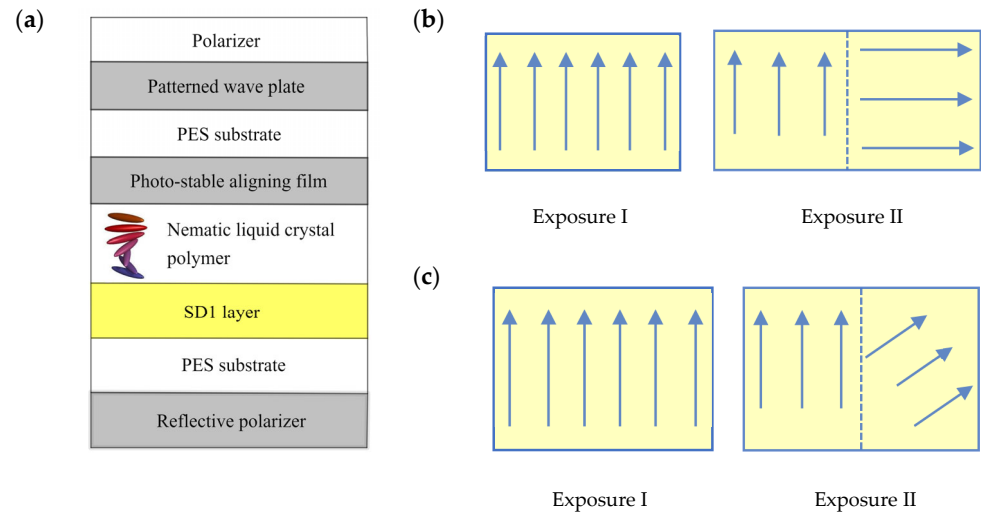 (a)
Polarizer
Patterned wave plate
PES substrate
Photo-stable aligning film
Nematic liquid crystal
polymer
SD1 layer
PES substrate
Reflective polarizer
(b)
Exposure I
Exposure II
(c)
Exposure I
Exposure II